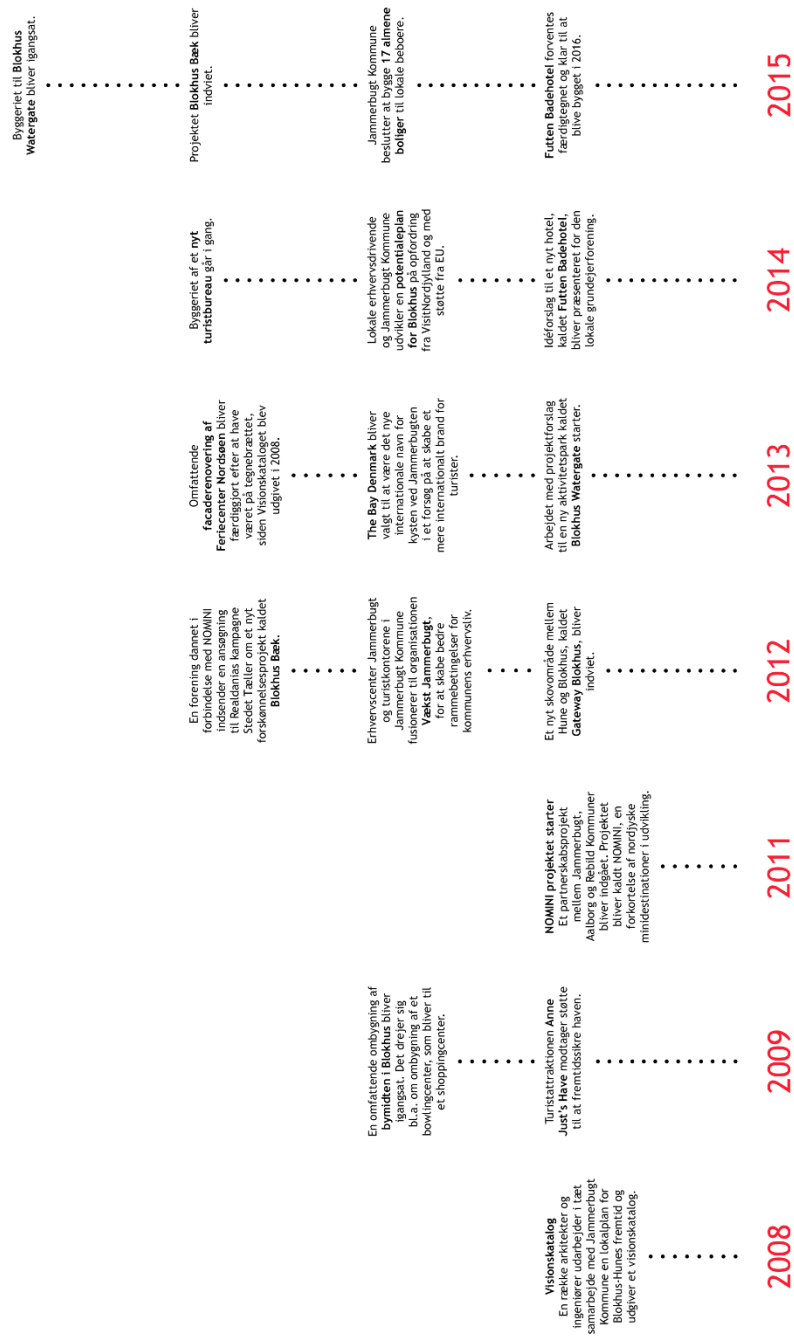 Visionskatalog
En række arkitekter og
ingeniører udarbejder i tæt
samarbejde med Jammerbugt
Kommune en lokalplan for
Blokhus-Hunes fremtid og
udgiver et visionskatalog.
2008
En omfattende ombygning af
bymidten i Blokhus bliver
igangsat. Det drejer sig
bl.a. om ombygning af et
bowlingcenter, som bliver til
et shoppingcenter.
Turistattraktionen Anne
Just's Have modtager støtte
til at fremtidssikre haven.
2009
NOMINI projektet starter
Et partnerskabsprojekt
mellem Jammerbugt,
Aalborg og Rebild Kommuner
bliver indgået. Projektet
bliver kaldt NOMINI, en
forkortelse af nordjyske
minidestinationer i udvikling.
2011
En forening dannet i
forbindelse med NOMINI
indsender en ansøgning
til Realdanias kampagne
Stedet Tæller om et nyt
forskønnelsesprojekt kaldet
Blokhus Bæk.
Erhvervscenter Jammerbugt
og turistkontorene i
Jammerbugt Kommune
fusionerer til organisationen
Vækst Jammerbugt,
for at skabe bedre
rammebetingelser for
kommunens erhvervsliv.
Et nyt skovområde mellem
Hune og Blokhus, kaldet
Gateway Blokhus, bliver
indviet.
2012
Omfattende
facaderenovering af
Feriecenter Nordsøen bliver
færdiggjort efter at have
været på tegnebrættet,
siden Visionskataloget blev
udgivet i 2008.
The Bay Denmark bliver
valgt til at være det nye
internationale navn for
kysten ved Jammerbugten
i et forsøg på at skabe et
mere internationalt brand for
turister.
Arbejdet med projektforslag
til en ny aktivitetspark kaldet
Blokhus Watergate starter.
2013
Byggeriet af et nyt
turistbureau går i gang.
Lokale erhvervsdrivende
og Jammerbugt Kommune
udvikler en potentialeplan
for Blokhus på opfordring
fra VisitNordjylland og med
støtte fra EU.
Idéforslag til et nyt hotel,
kaldet Futten Badehotel,
bliver præsenteret for den
lokale grundejerforening.
2014
Byggeriet til Blokhus
Watergate bliver igangsat.
Projektet Blokhus Bæk bliver
indviet.
Jammerbugt Kommune
beslutter at bygge 17 almene
boliger til lokale beboere.
Futten Badehotel forventes
færdigtegnet og klar til at
blive bygget i 2016.
2015